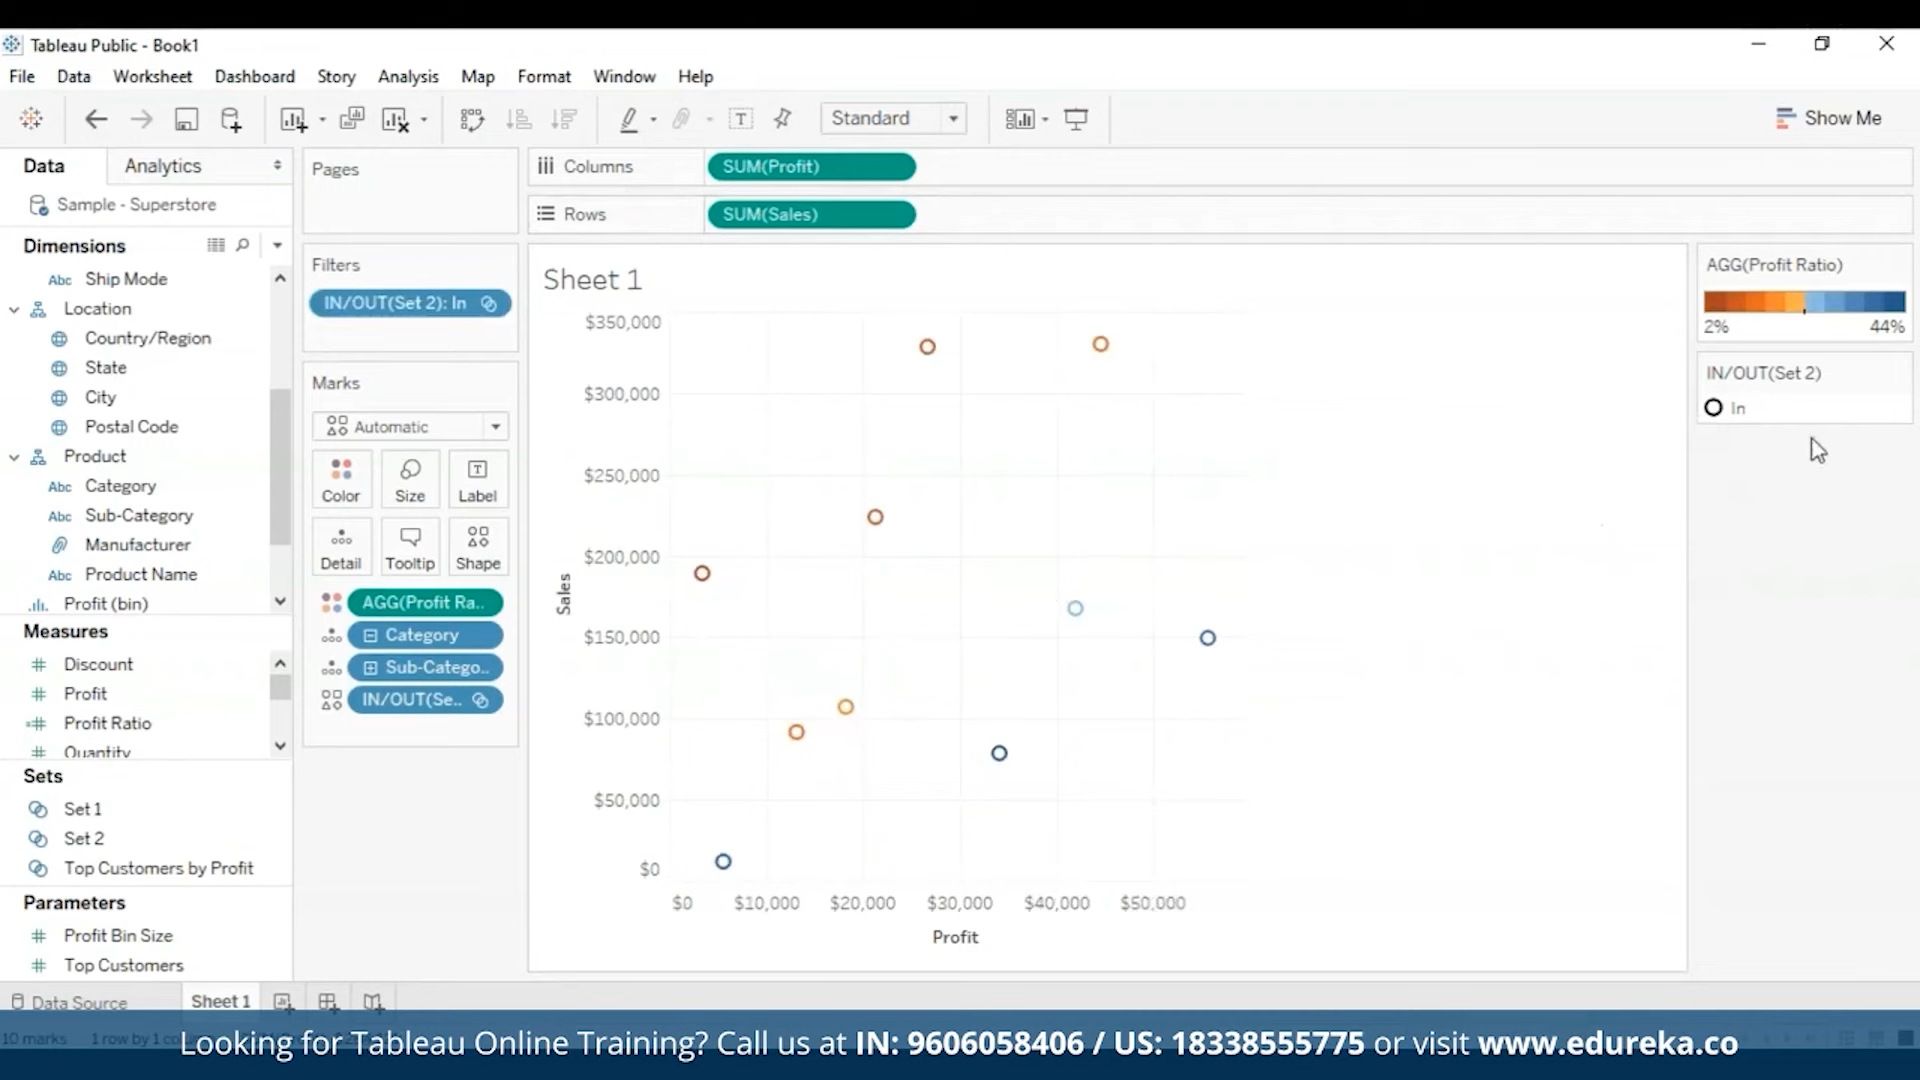 Tableau Public - Book1
File Data Worksheet Dashboard Story Analysis Map Format Window Help
Standard
Show Me
Data Analytics
Sample - Superstore
Dimensions
Abc Ship Mode
Location
Country/Region
State
City
Postal Code
Product
Abc Category
Abc Sub-Category
Manufacturer
Abc Product Name
Profit (bin)
Measures
# Discount
# Profit
=# Profit Ratio
# Quantity
Sets
Set 1
Set 2
Top Customers by Profit
Parameters
# Profit Bin Size
# Top Customers
Pages
Filters
IN/OUT(Set 2): In
Marks
Automatic
Color Size Label
Detail Tooltip Shape
AGG(Profit Ra..
Category
Sub-Catego..
IN/OUT(Se..
Columns SUM(Profit)
Rows SUM(Sales)
Sheet 1
$350,000
$300,000
$250,000
$200,000
$150,000
$100,000
$50,000
$0
Sales
$0 $10,000 $20,000 $30,000 $40,000 $50,000
Profit
AGG(Profit Ratio)
2% 44%
IN/OUT(Set 2)
In
Data Source Sheet 1
10 marks 1 row by 1
Looking for Tableau Online Training? Call us at IN: 9606058406 / US: 18338555775 or visit www.edureka.co